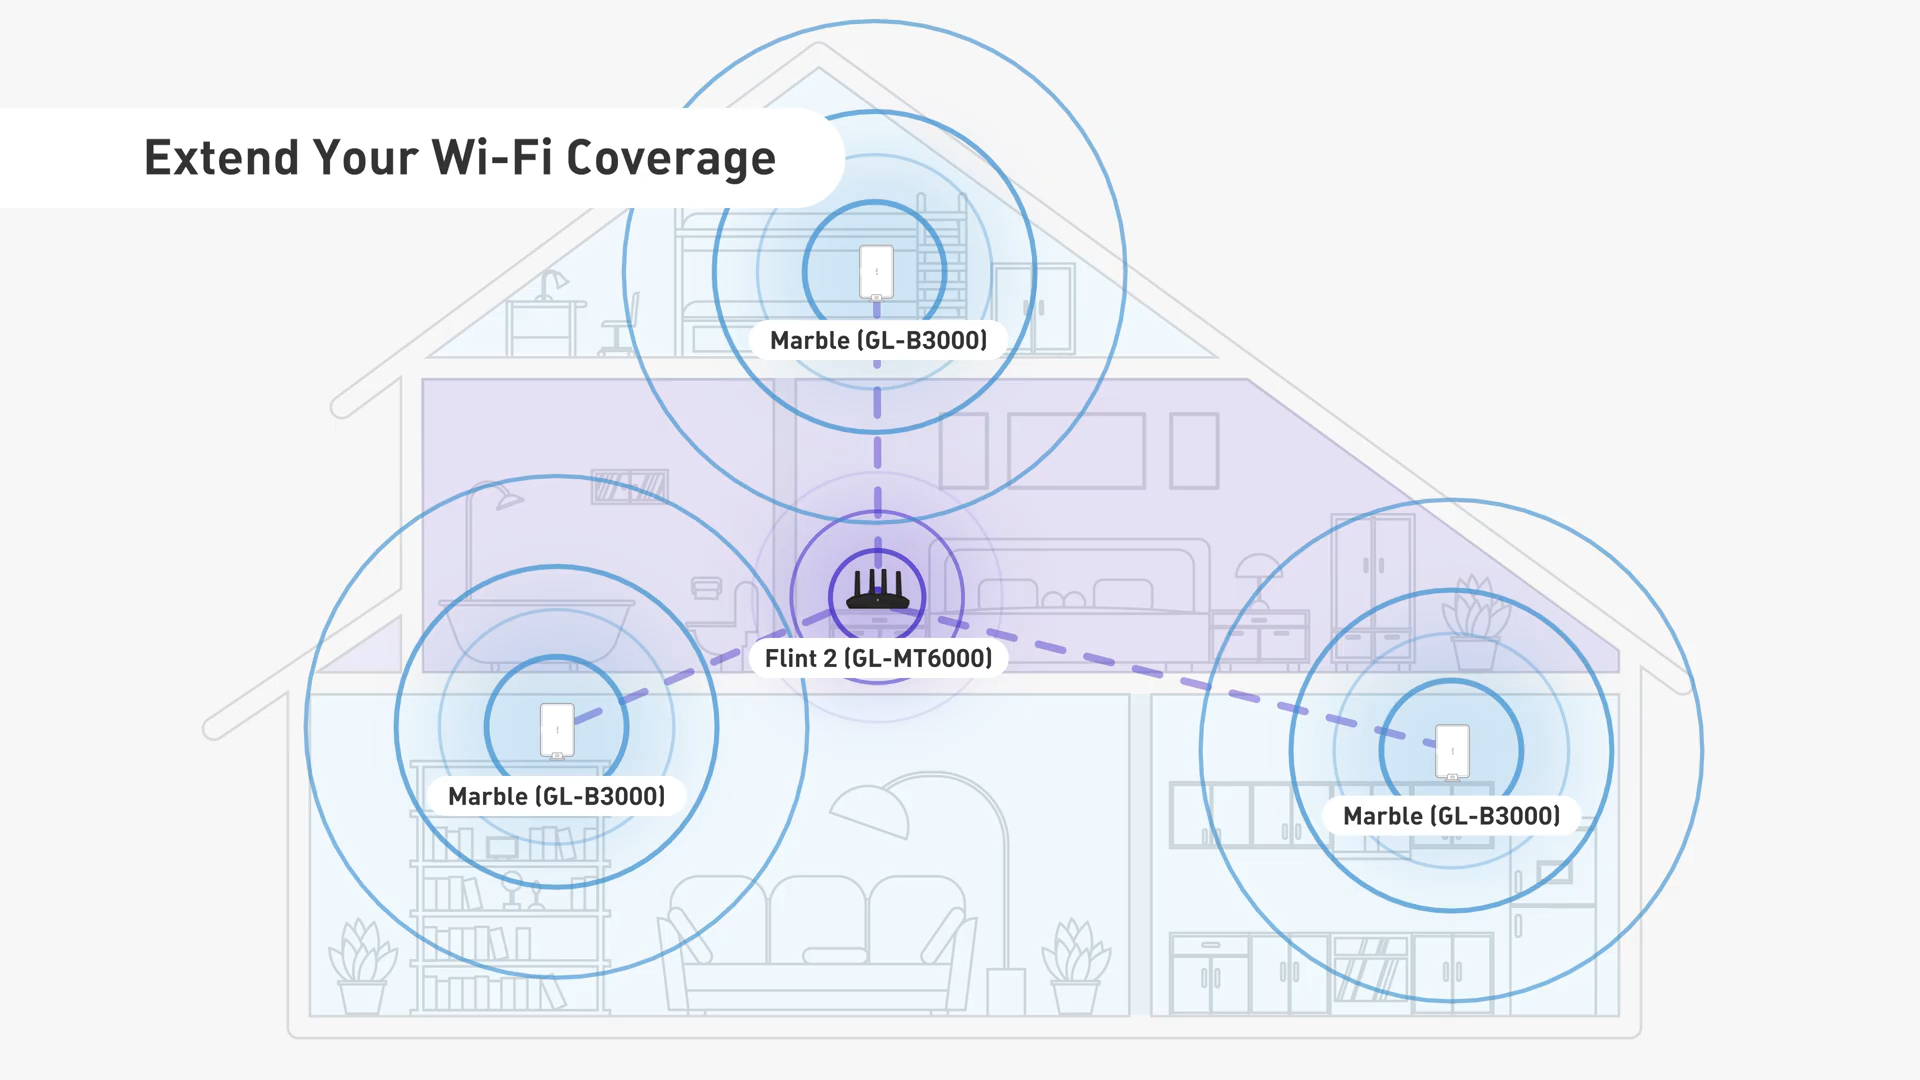 Extend Your Wi-Fi Coverage
Marble (GL-B3000)
Flint 2 (GL-MT6000)
Marble (GL-B3000)
Marble (GL-B3000)